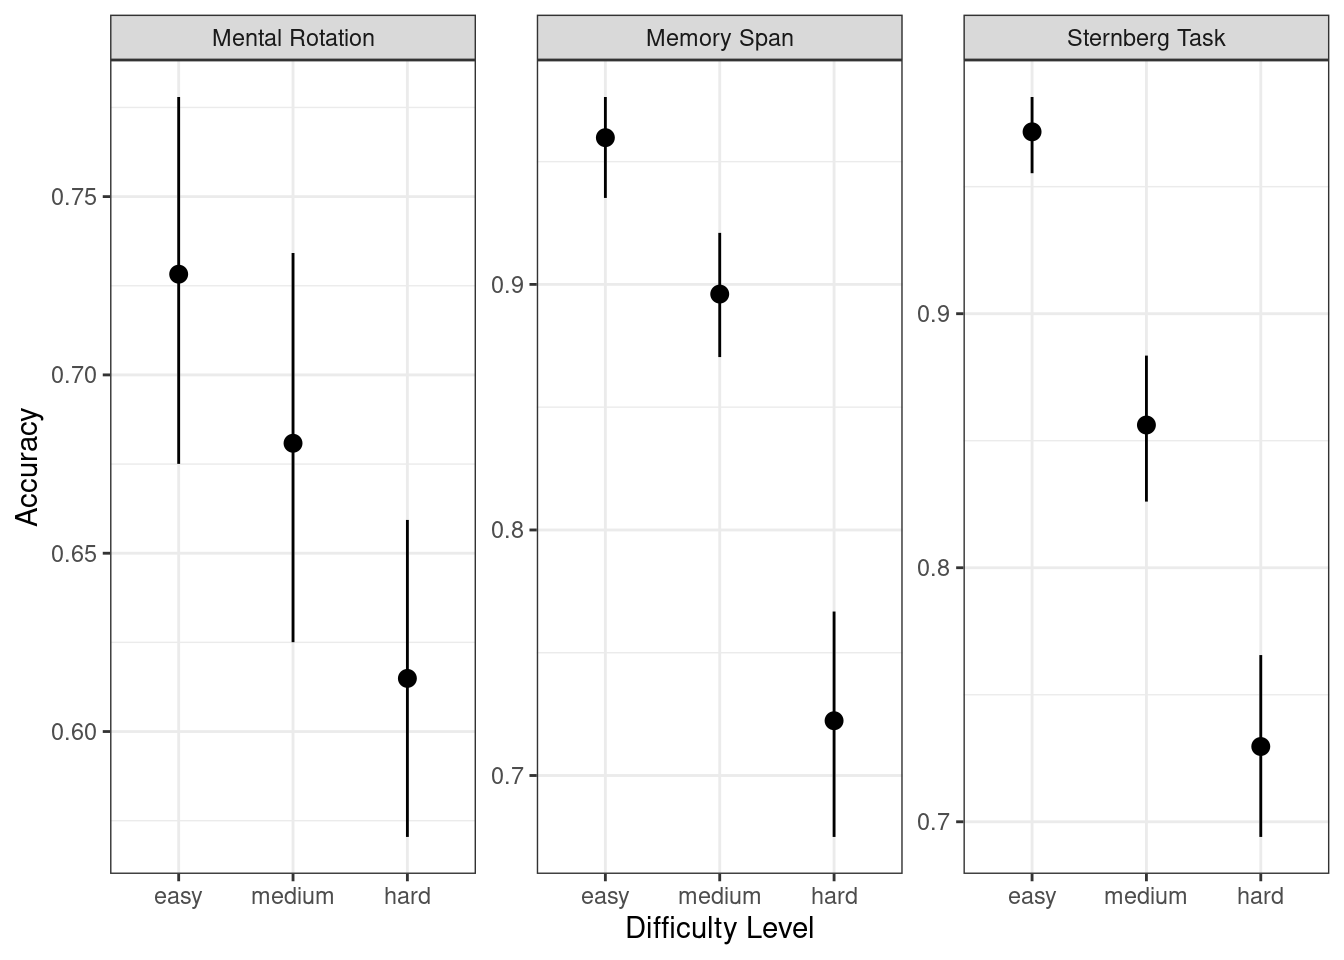 Mental Rotation
Memory Span
Sternberg Task
Accuracy
0.75
0.70
0.65
0.60
0.9
0.8
0.7
0.9
0.8
0.7
easy medium hard
easy medium hard
easy medium hard
Difficulty Level